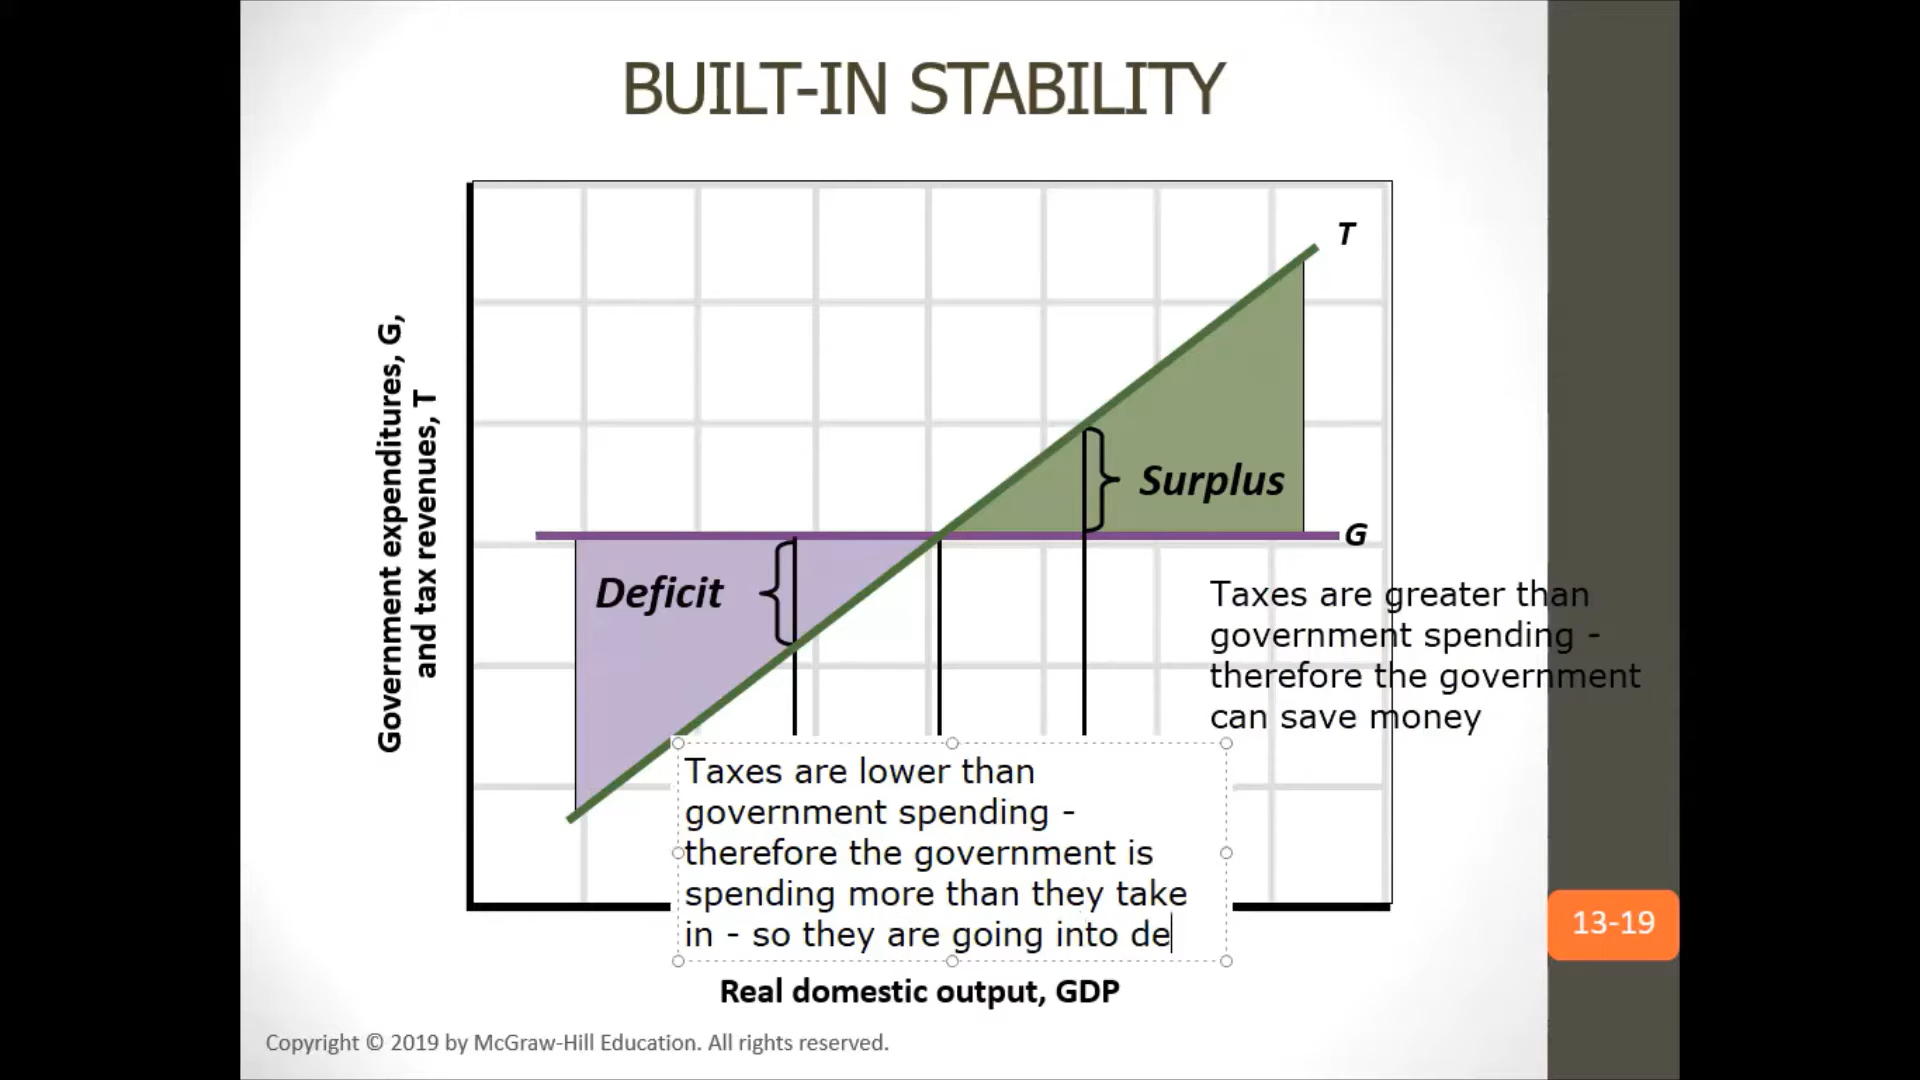 BUILT-IN STABILITY
Government expenditures, G,
and tax revenues, T
T
Surplus
G
Deficit
Taxes are greater than
government spending -
therefore the government
can save money
Taxes are lower than
government spending -
therefore the government is
spending more than they take
in - so they are going into de
13-19
Real domestic output, GDP
Copyright © 2019 by McGraw-Hill Education. All rights reserved.